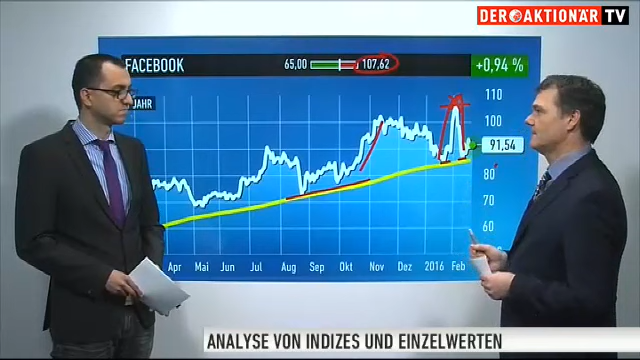 DER AKTIONÄR TV
FACEBOOK 65,00 107,62 +0,94 %
JAHR
110
100
91,54
80
70
60
Apr Mai Jun Jul Aug Sep Okt Nov Dez 2016 Feb
ANALYSE VON INDIZES UND EINZELWERTEN